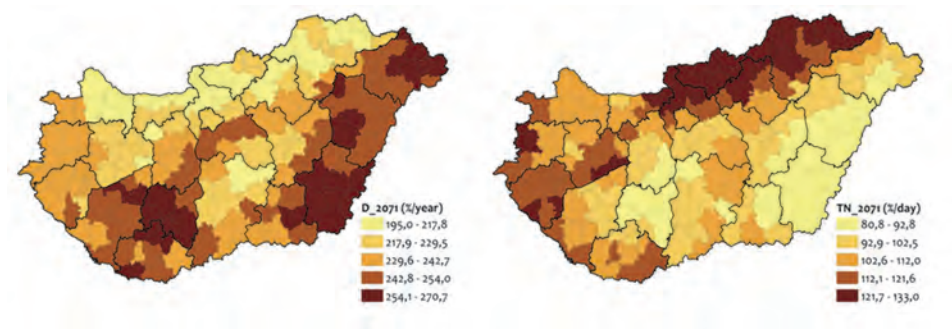 D_2071 (%/year)
195,0 - 217,8
217,9 - 229,5
229,6 - 242,7
242,8 - 254,0
254,1 - 270,7
TN_2071 (%/day)
80,8 - 92,8
92,9 - 102,5
102,6 - 112,0
112,1 - 121,6
121,7 - 133,0